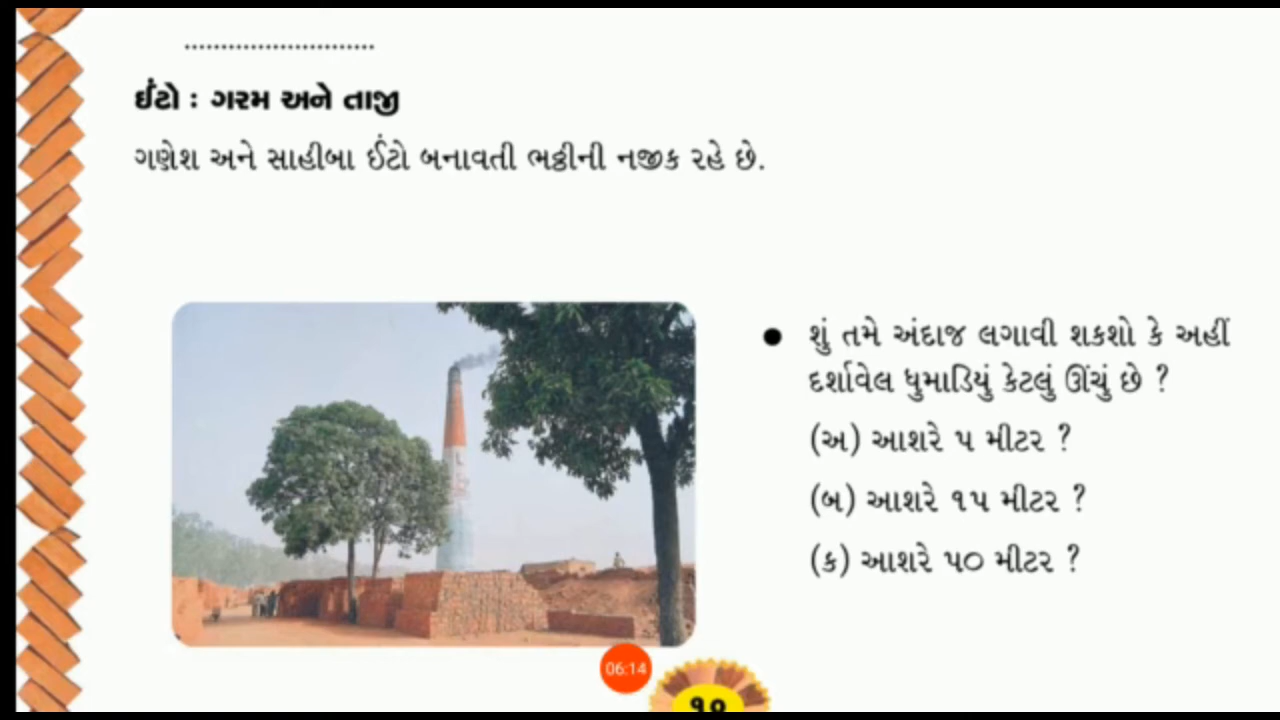 ..........................
ઈંટો : ગરમ અને તાજી
ગણેશ અને સાહીબા ઈંટો બનાવતી ભઠ્ઠીની નજીક રહે છે.
● શું તમે અંદાજ લગાવી શકશો કે અહીં
દર્શાવેલ ધુમાડિયું કેટલું ઊંચું છે ?
(અ) આશરે ૫ મીટર ?
(બ) આશરે ૧૫ મીટર ?
(ક) આશરે ૫૦ મીટર ?
06:14